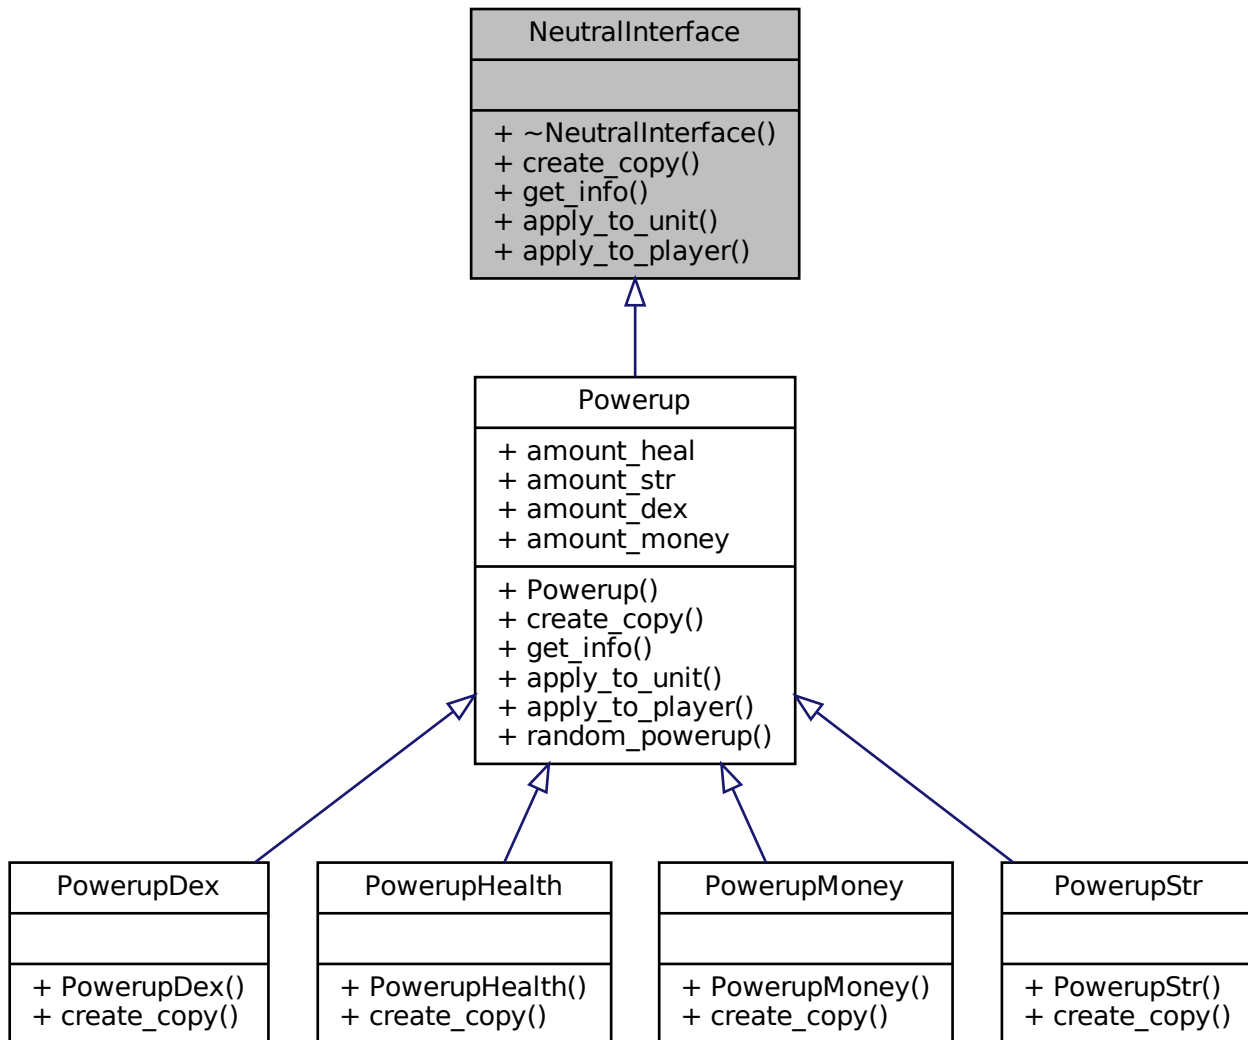 NeutralInterface
+ ~NeutralInterface()
+ create_copy()
+ get_info()
+ apply_to_unit()
+ apply_to_player()
Powerup
+ amount_heal
+ amount_str
+ amount_dex
+ amount_money
+ Powerup()
+ create_copy()
+ get_info()
+ apply_to_unit()
+ apply_to_player()
+ random_powerup()
PowerupDex
+ PowerupDex()
+ create_copy()
PowerupHealth
+ PowerupHealth()
+ create_copy()
PowerupMoney
+ PowerupMoney()
+ create_copy()
PowerupStr
+ PowerupStr()
+ create_copy()